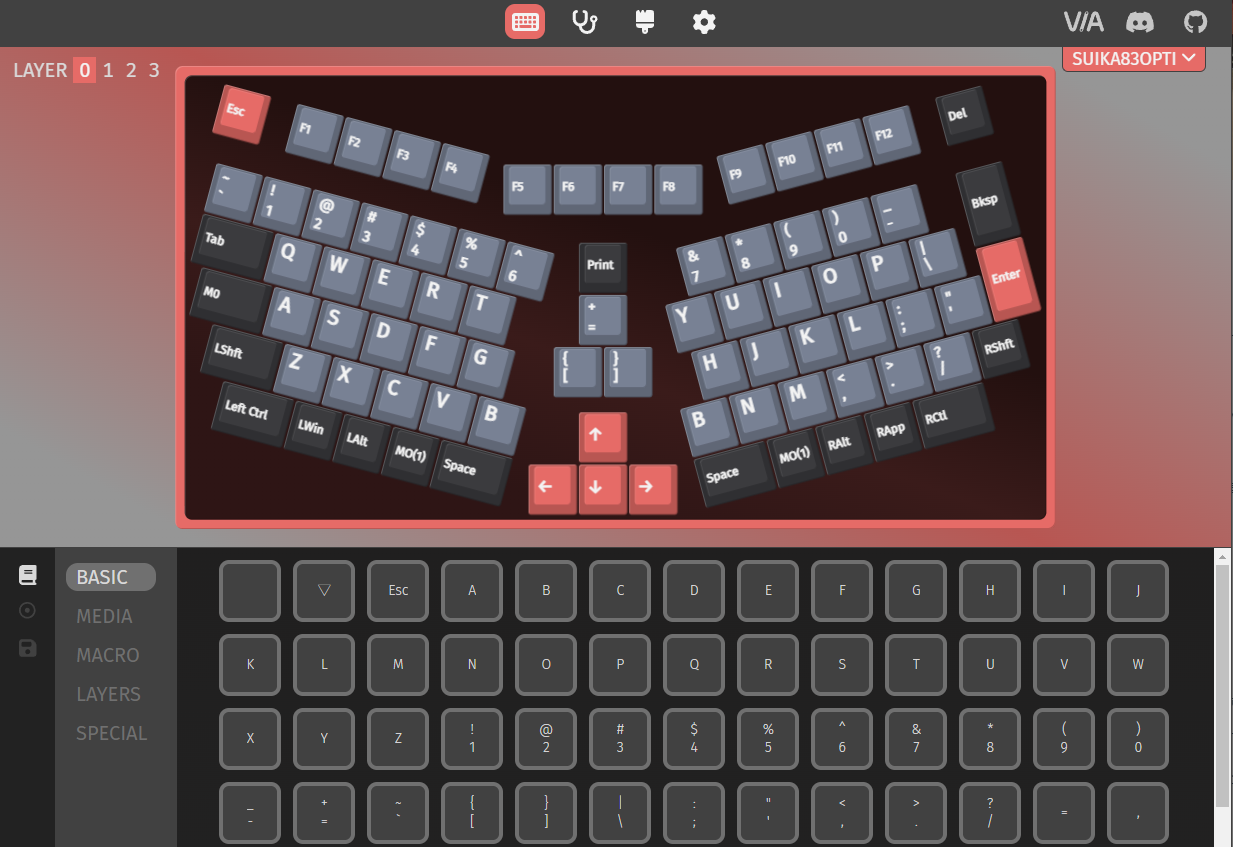 VIA
LAYER 0 1 2 3
SUIKA83OPTI
Esc F1 F2 F3 F4 F5 F6 F7 F8 F9 F10 F11 F12 Del
~ ` ! 1 @ 2 # 3 $ 4 % 5 ^ 6 Print & 7 * 8 ( 9 ) 0 _ - Bksp
Tab Q W E R T + = Y U I O P | \ Enter
M0 A S D F G { [ } ] H J K L : ; " '
LShft Z X C V B ↑ B N M < , > . ? / RShft
Left Ctrl LWin LAlt MO(1) Space ← ↓ → Space MO(1) RAlt RApp RCtl
BASIC
MEDIA
MACRO
LAYERS
SPECIAL
▽ Esc A B C D E F G H I J
K L M N O P Q R S T U V W
X Y Z ! 1 @ 2 # 3 $ 4 % 5 ^ 6 & 7 * 8 ( 9 ) 0
_ - + = ~ ` { [ } ] | \ : ; " ' < , > . ? / = ,